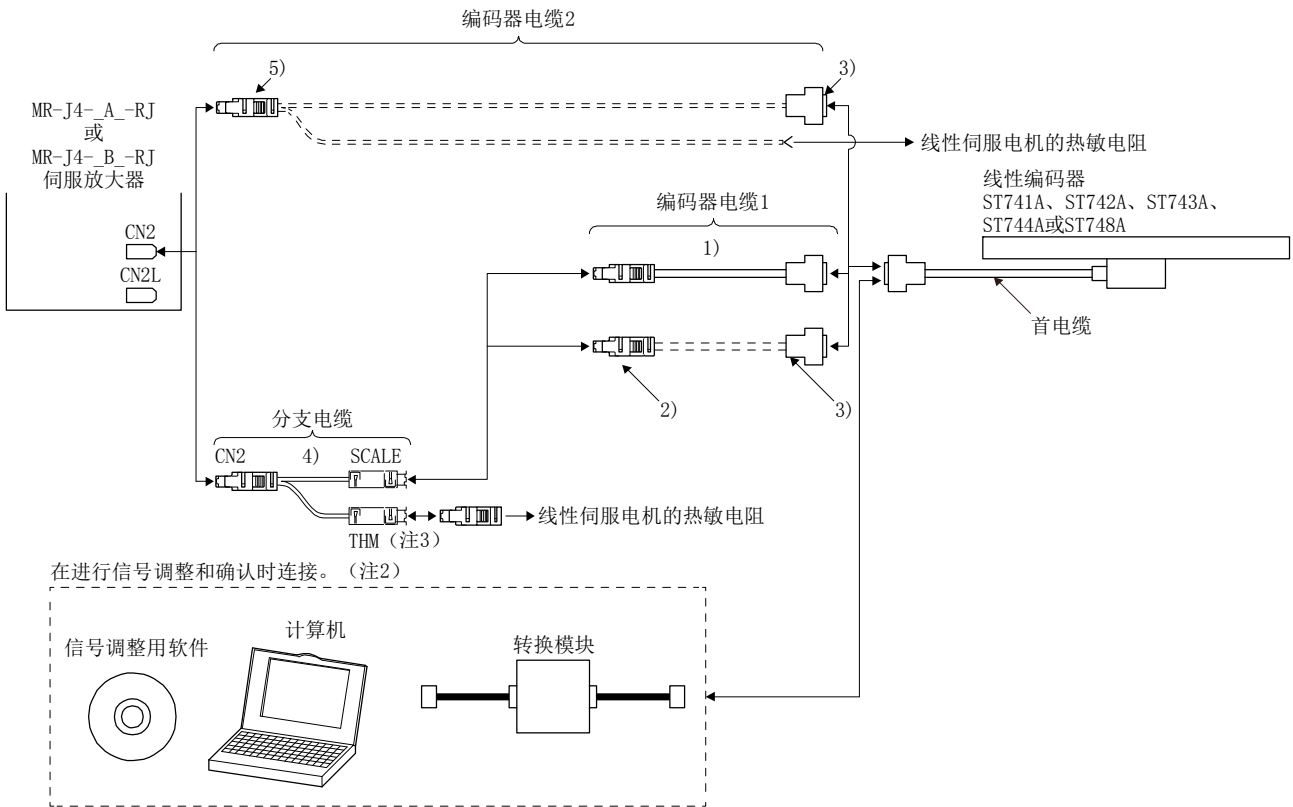 编码器电缆2
5)
3)
MR-J4-_A_-RJ
或
MR-J4-_B_-RJ
伺服放大器
线性伺服电机的热敏电阻
线性编码器
ST741A、ST742A、ST743A、
ST744A或ST748A
编码器电缆1
1)
CN2
CN2L
首电缆
2)
3)
分支电缆
CN2
4)
SCALE
线性伺服电机的热敏电阻
THM（注3）
在进行信号调整和确认时连接。（注2）
信号调整用软件
计算机
转换模块